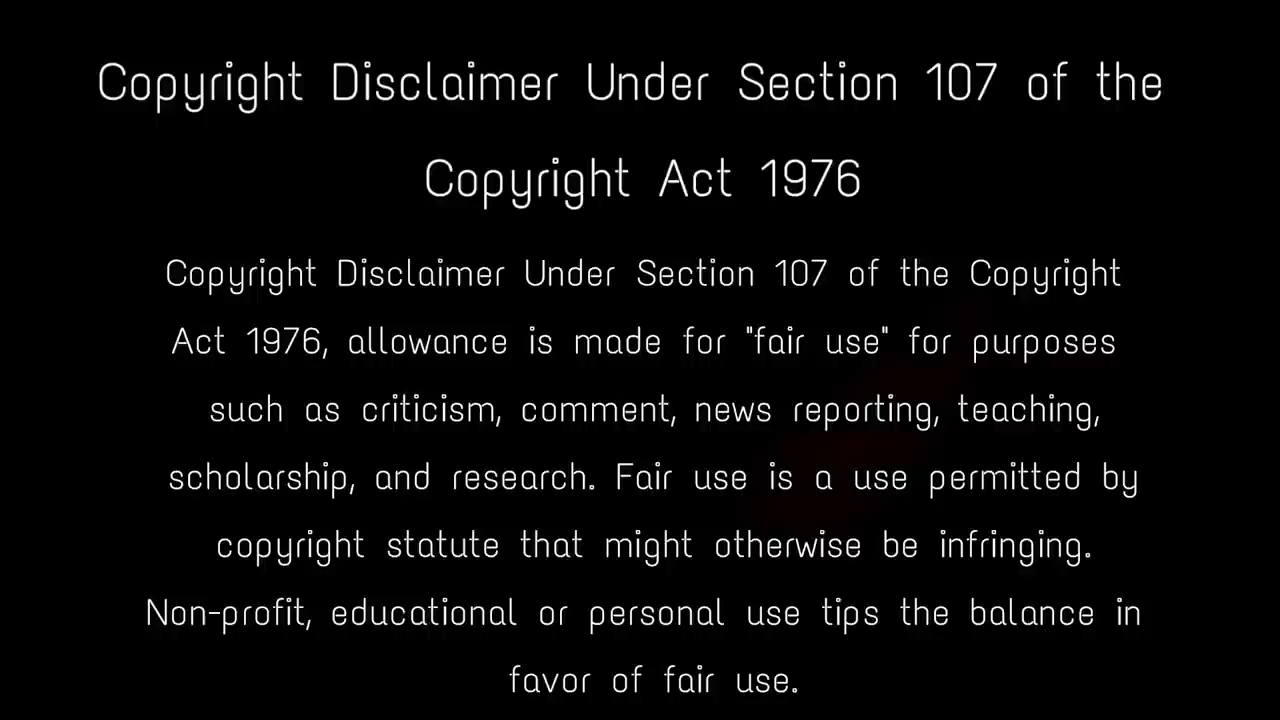 Copyright Disclaimer Under Section 107 of the
Copyright Act 1976
Copyright Disclaimer Under Section 107 of the Copyright
Act 1976, allowance is made for "fair use" for purposes
such as criticism, comment, news reporting, teaching,
scholarship, and research. Fair use is a use permitted by
copyright statute that might otherwise be infringing.
Non-profit, educational or personal use tips the balance in
favor of fair use.